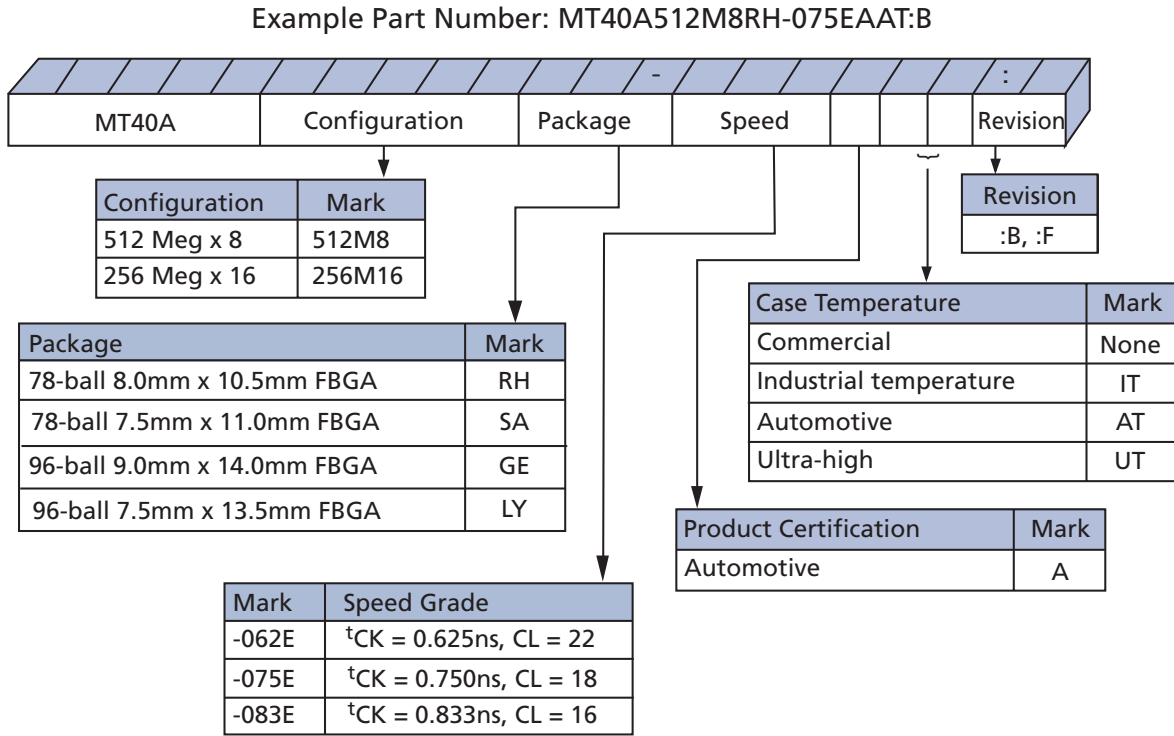 Example Part Number: MT40A512M8RH-075EAAT:B
- :
MT40A Configuration Package Speed Revision
Configuration Mark
512 Meg x 8 512M8
256 Meg x 16 256M16
Revision
:B, :F
Case Temperature Mark
Commercial None
Industrial temperature IT
Automotive AT
Ultra-high UT
Package Mark
78-ball 8.0mm x 10.5mm FBGA RH
78-ball 7.5mm x 11.0mm FBGA SA
96-ball 9.0mm x 14.0mm FBGA GE
96-ball 7.5mm x 13.5mm FBGA LY
Product Certification Mark
Automotive A
Mark Speed Grade
-062E tCK = 0.625ns, CL = 22
-075E tCK = 0.750ns, CL = 18
-083E tCK = 0.833ns, CL = 16